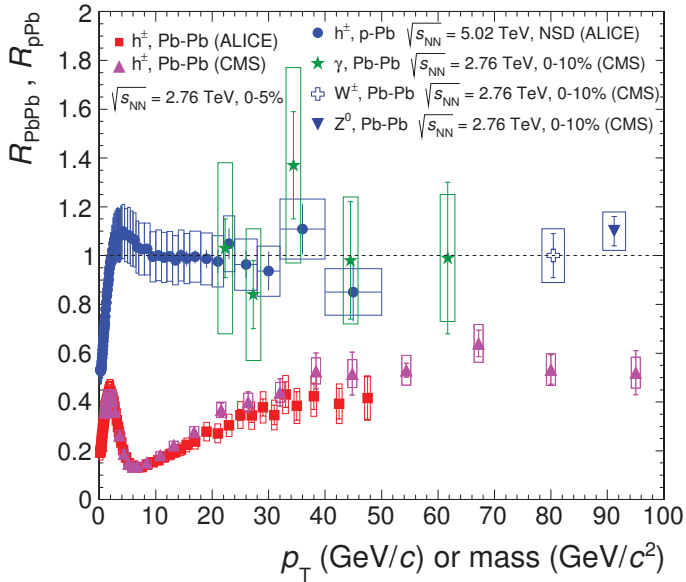 R_PbPb , R_pPb
1.8
1.6
1.4
1.2
1
0.8
0.6
0.4
0.2
0
h±, Pb-Pb (ALICE)
h±, Pb-Pb (CMS)
√s_NN = 2.76 TeV, 0-5%
h±, p-Pb √s_NN = 5.02 TeV, NSD (ALICE)
γ, Pb-Pb √s_NN = 2.76 TeV, 0-10% (CMS)
W±, Pb-Pb √s_NN = 2.76 TeV, 0-10% (CMS)
Z⁰, Pb-Pb √s_NN = 2.76 TeV, 0-10% (CMS)
0 10 20 30 40 50 60 70 80 90 100
p_T (GeV/c) or mass (GeV/c²)